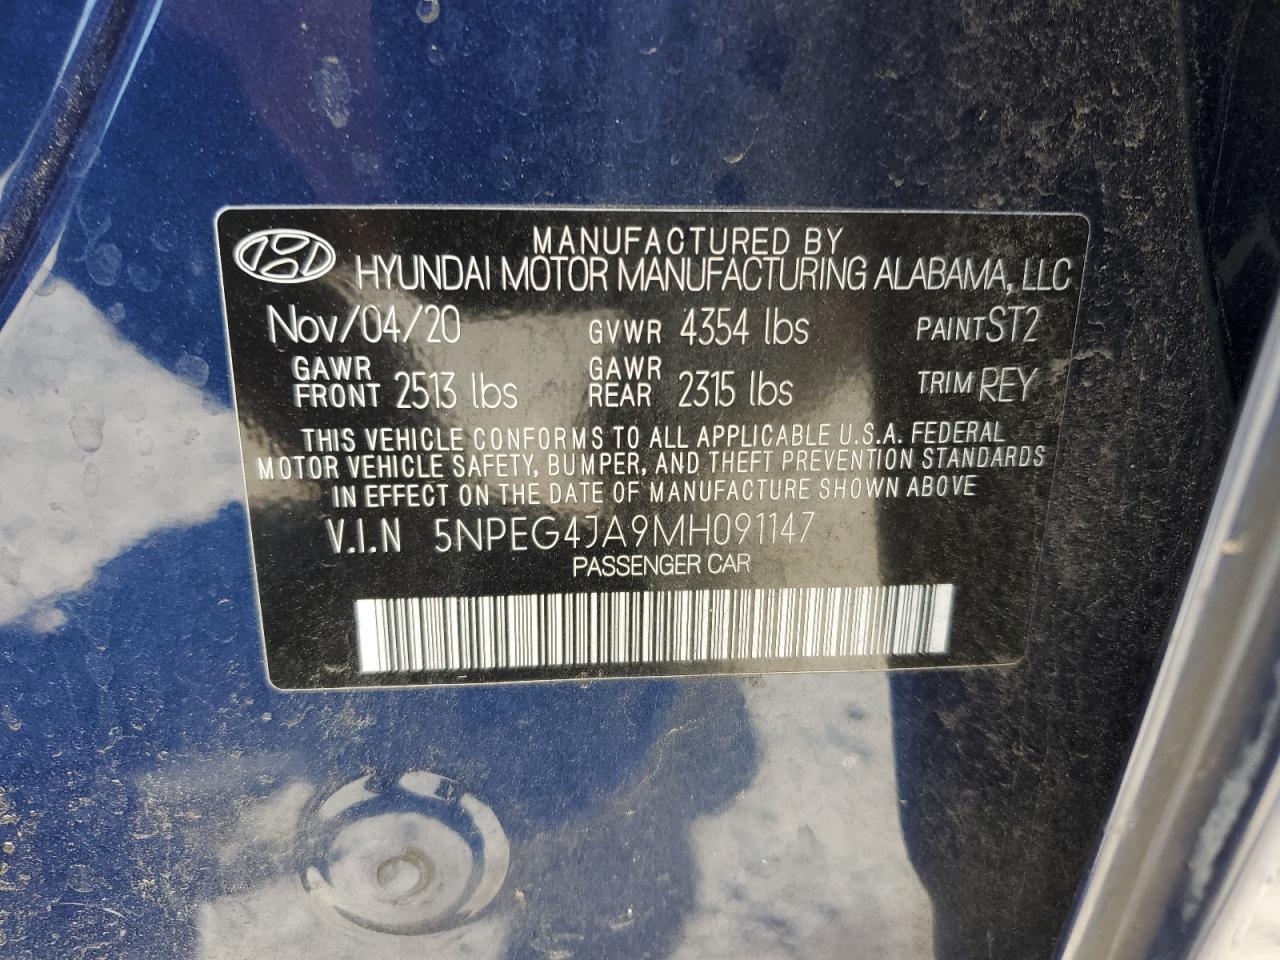 MANUFACTURED BY
HYUNDAI MOTOR MANUFACTURING ALABAMA, LLC
Nov/04/20 GVWR 4354 lbs PAINT ST2
GAWR FRONT 2513 lbs GAWR REAR 2315 lbs TRIM REY
THIS VEHICLE CONFORMS TO ALL APPLICABLE U.S.A. FEDERAL
MOTOR VEHICLE SAFETY, BUMPER, AND THEFT PREVENTION STANDARDS
IN EFFECT ON THE DATE OF MANUFACTURE SHOWN ABOVE
V.I.N 5NPEG4JA9MH091147
PASSENGER CAR